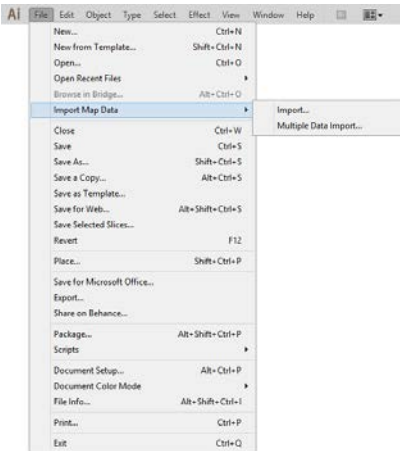 Ai File Edit Object Type Select Effect View Window Help
New... Ctrl+N
New from Template... Shift+Ctrl+N
Open... Ctrl+O
Open Recent Files
Browse in Bridge... Alt+Ctrl+O
Import Map Data
Import...
Multiple Data Import...
Close Ctrl+W
Save Ctrl+S
Save As... Shift+Ctrl+S
Save a Copy... Alt+Ctrl+S
Save as Template...
Save for Web... Alt+Shift+Ctrl+S
Save Selected Slices...
Revert F12
Place... Shift+Ctrl+P
Save for Microsoft Office...
Export...
Share on Behance...
Package... Alt+Shift+Ctrl+P
Scripts
Document Setup... Alt+Ctrl+P
Document Color Mode
File Info... Alt+Shift+Ctrl+I
Print... Ctrl+P
Exit Ctrl+Q